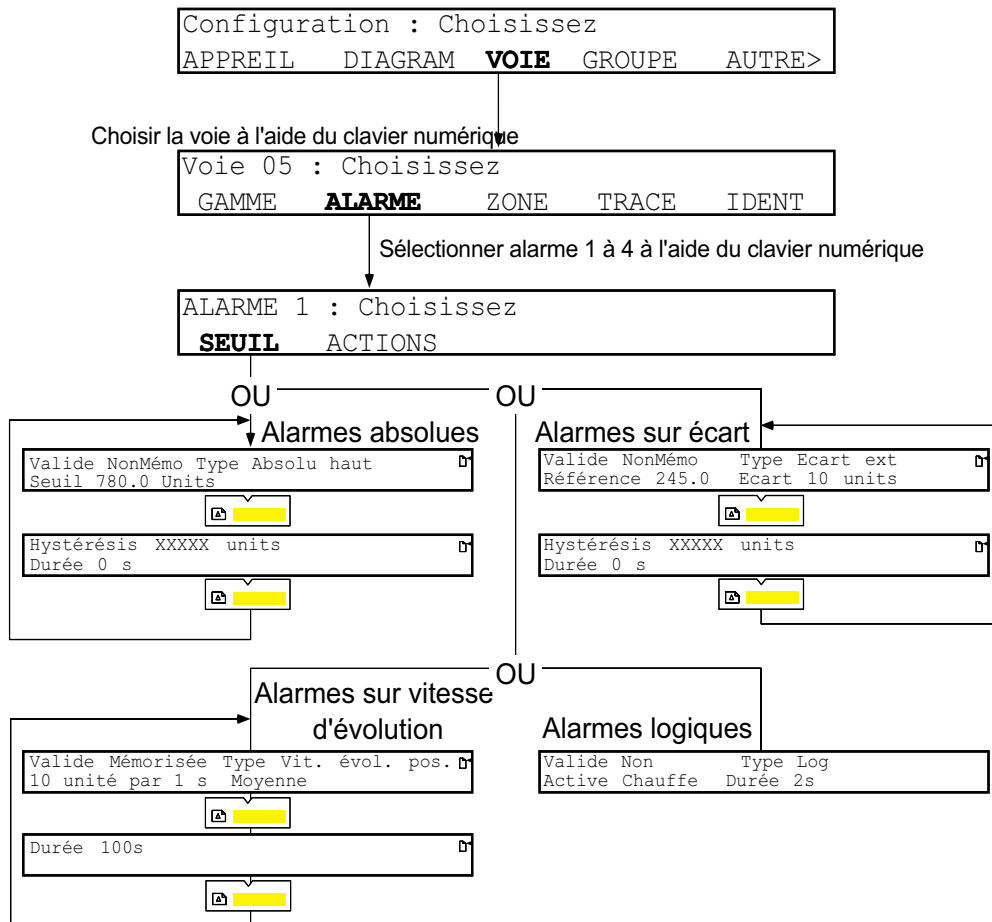 Configuration : Choisissez
APPREIL DIAGRAM VOIE GROUPE AUTRE>
Choisir la voie à l'aide du clavier numérique
Voie 05 : Choisissez
GAMME ALARME ZONE TRACE IDENT
Sélectionner alarme 1 à 4 à l'aide du clavier numérique
ALARME 1 : Choisissez
SEUIL ACTIONS
OU OU
Alarmes absolues
Valide NonMémo Type Absolu haut
Seuil 780.0 Units
Hystérésis XXXXX units
Durée 0 s
Alarmes sur écart
Valide NonMémo Type Ecart ext
Référence 245.0 Ecart 10 units
Hystérésis XXXXX units
Durée 0 s
OU
Alarmes sur vitesse
d'évolution
Valide Mémorisée Type Vit. évol. pos.
10 unité par 1 s Moyenne
Durée 100s
Alarmes logiques
Valide Non Type Log
Active Chauffe Durée 2s